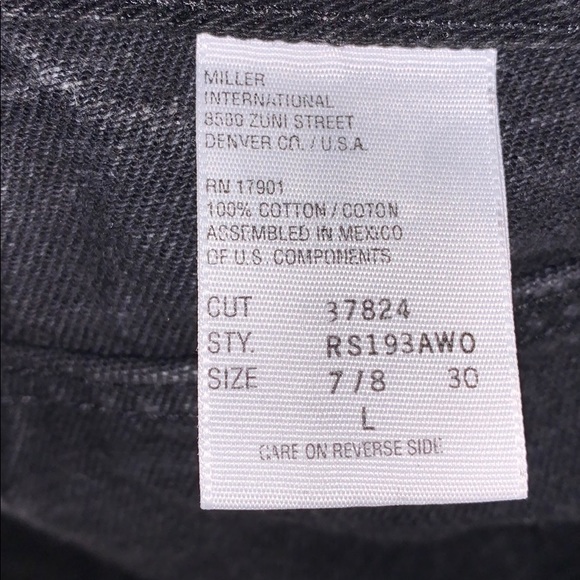 MILLER
INTERNATIONAL
8500 ZUNI STREET
DENVER CO. / U.S.A.
RN 17901
100% COTTON / COTON
ASSEMBLED IN MEXICO
OF U.S. COMPONENTS
CUT 37824
STY. RS193AWO
SIZE 7/8 30
L
CARE ON REVERSE SIDE